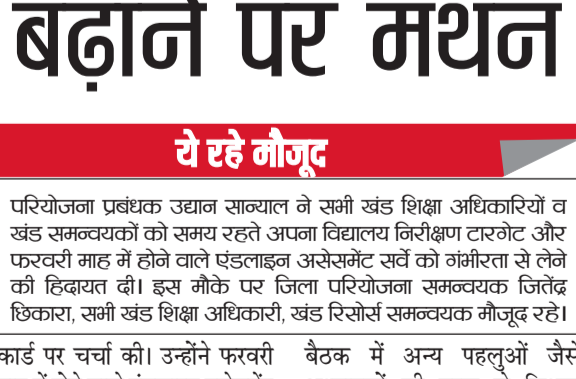 बढ़ाने पर मंथन
ये रहे मौजूद
परियोजना प्रबंधक उद्यान सान्याल ने सभी खंड शिक्षा अधिकारियों व
खंड समन्वयकों को समय रहते अपना विद्यालय निरीक्षण टारगेट और
फरवरी माह में होने वाले एंडलाइन असेसमेंट सर्वे को गंभीरता से लेने
की हिदायत दी। इस मौके पर जिला परियोजना समन्वयक जितेंद्र
छिकारा, सभी खंड शिक्षा अधिकारी, खंड रिसोर्स समन्वयक मौजूद रहे।
कार्ड पर चर्चा की। उन्होंने फरवरी
बैठक में अन्य पहलुओं जैसे